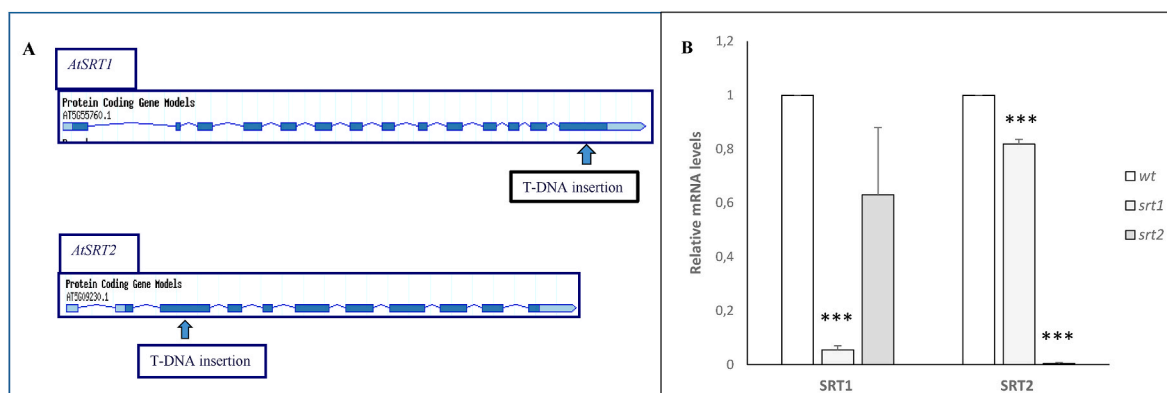 A
AtSRT1
Protein Coding Gene Models
AT5G55760.1
T-DNA insertion
AtSRT2
Protein Coding Gene Models
AT5G09230.1
T-DNA insertion
B
Relative mRNA levels
1,2
1
0,8
0,6
0,4
0,2
0
***
***
***
SRT1
SRT2
wt
srt1
srt2